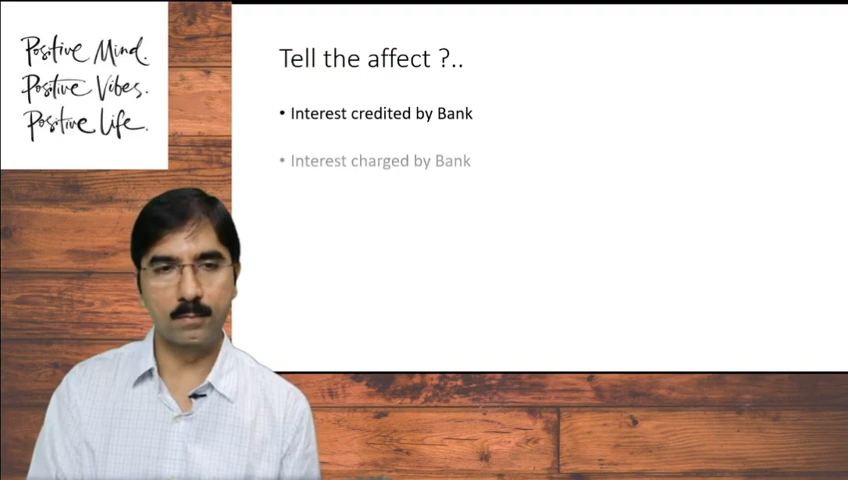 Positive Mind.
Positive Vibes.
Positive Life.
Tell the affect ?..
• Interest credited by Bank
• Interest charged by Bank